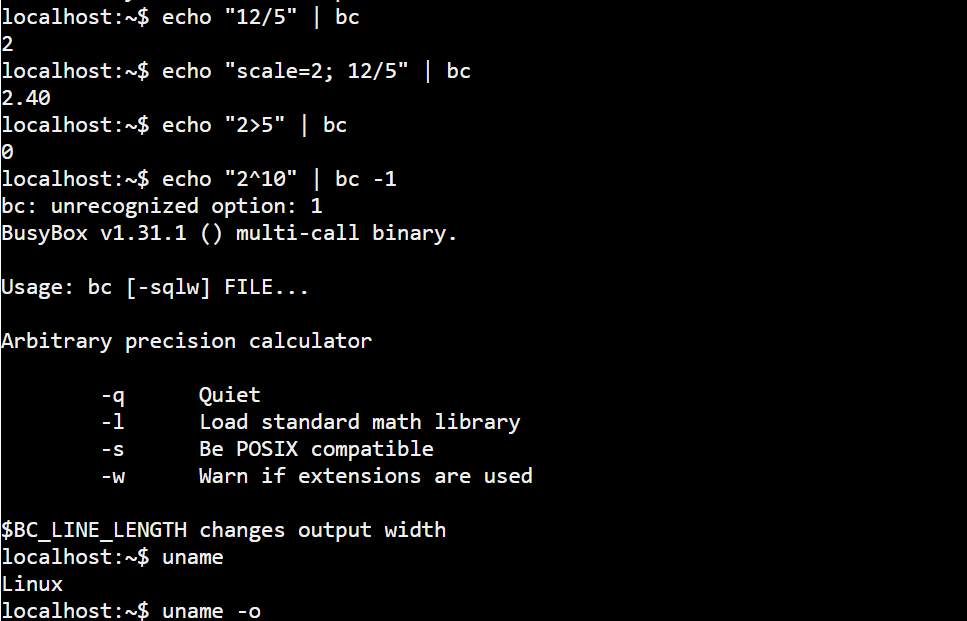 localhost:~$ echo "12/5" | bc
2
localhost:~$ echo "scale=2; 12/5" | bc
2.40
localhost:~$ echo "2>5" | bc
0
localhost:~$ echo "2^10" | bc -1
bc: unrecognized option: 1
BusyBox v1.31.1 () multi-call binary.
Usage: bc [-sqlw] FILE...
Arbitrary precision calculator
-q Quiet
-l Load standard math library
-s Be POSIX compatible
-w Warn if extensions are used
$BC_LINE_LENGTH changes output width
localhost:~$ uname
Linux
localhost:~$ uname -o